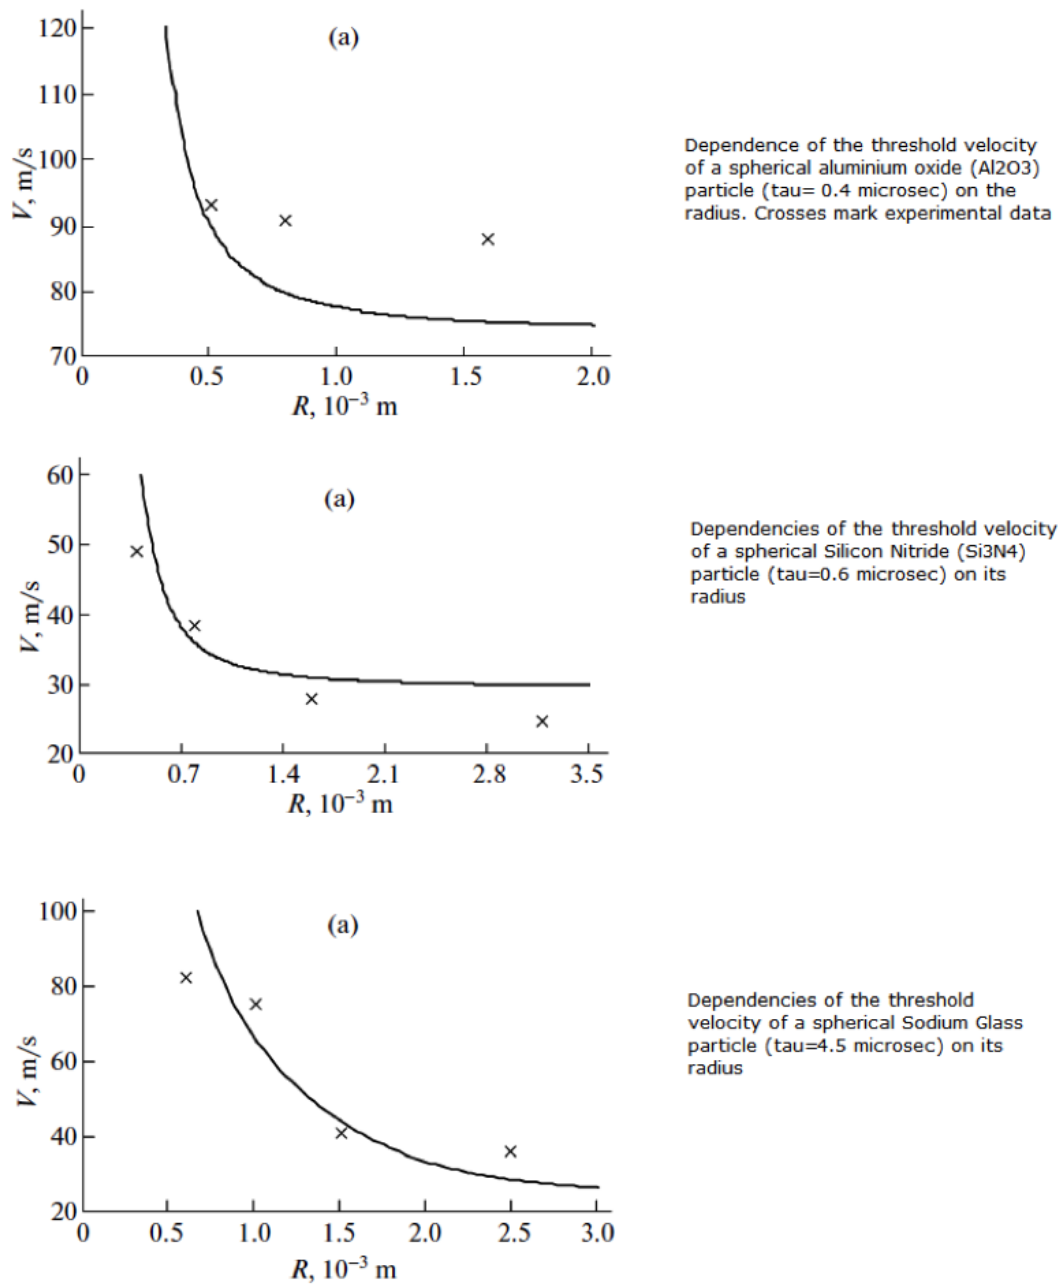 120
(a)
110
100
90
80
70
V, m/s
0
0.5
1.0
1.5
2.0
R, 10⁻³ m
Dependence of the threshold velocity
of a spherical aluminium oxide (Al2O3)
particle (tau= 0.4 microsec) on the
radius. Crosses mark experimental data
60
(a)
50
40
30
20
V, m/s
0
0.7
1.4
2.1
2.8
3.5
R, 10⁻³ m
Dependencies of the threshold velocity
of a spherical Silicon Nitride (Si3N4)
particle (tau=0.6 microsec) on its
radius
100
(a)
80
60
40
20
V, m/s
0
0.5
1.0
1.5
2.0
2.5
3.0
R, 10⁻³ m
Dependencies of the threshold
velocity of a spherical Sodium Glass
particle (tau=4.5 microsec) on its
radius